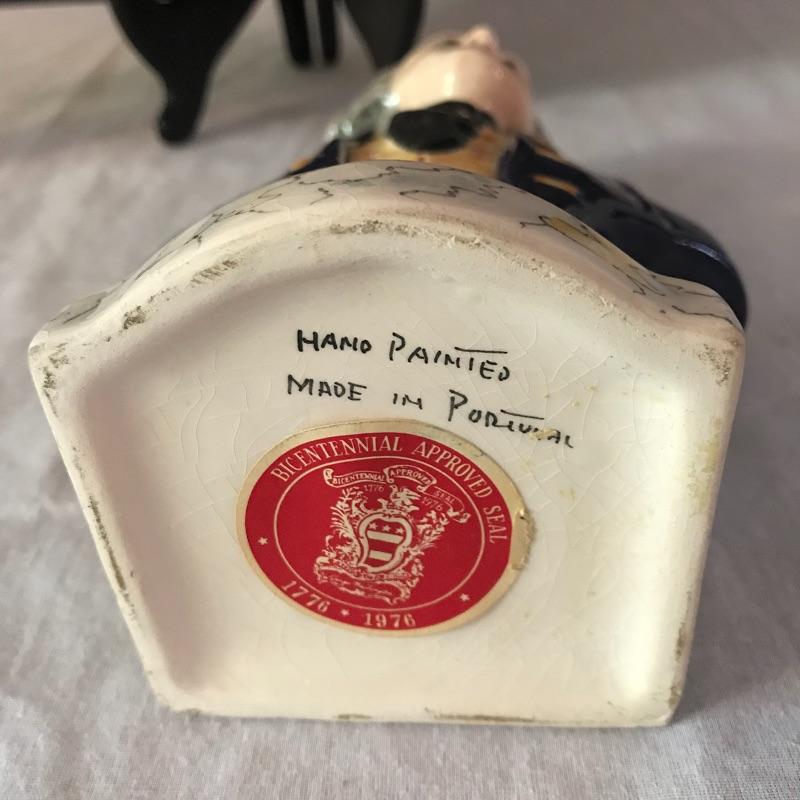 HAND PAINTED
MADE IN PORTUGAL
BICENTENNIAL APPROVED SEAL
BICENTENNIAL APPROVED SEAL
1776 1976
1776 ★ 1976